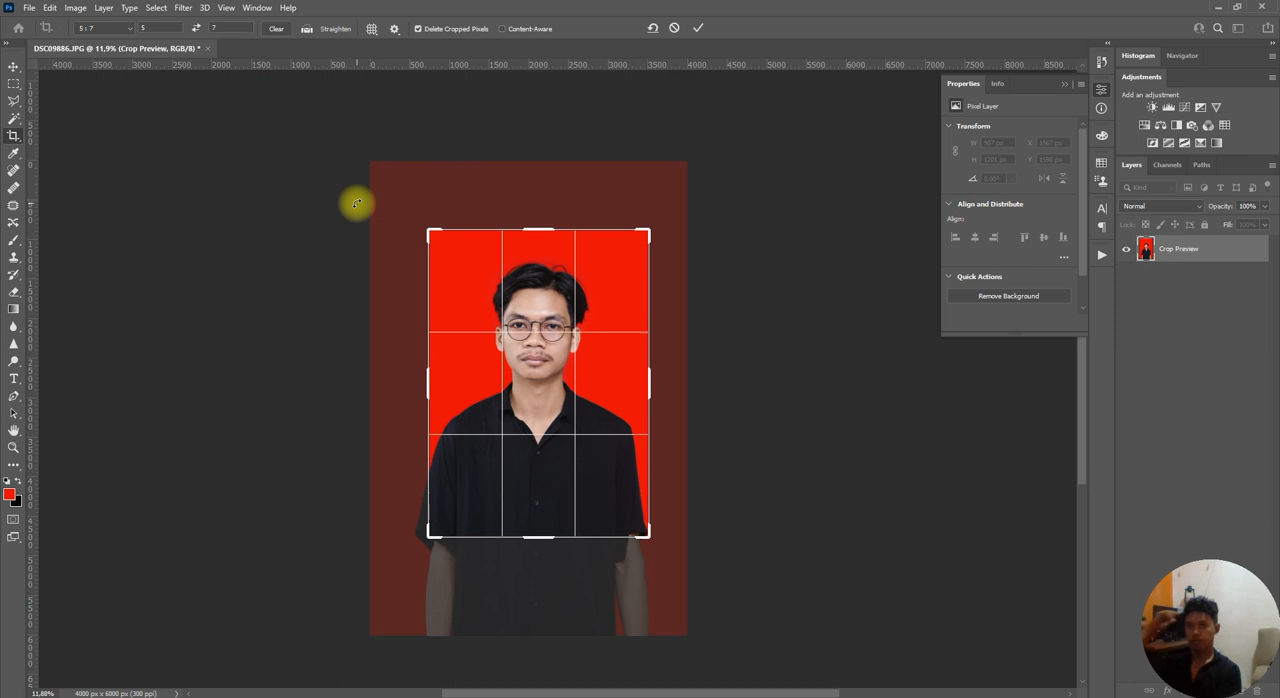 Ps File Edit Image Layer Type Select Filter 3D View Window Help
5 : 7 5 7 Clear Straighten Delete Cropped Pixels Content-Aware
DSC09886.JPG @ 11,9% (Crop Preview, RGB/8) * ×
4000 3500 3000 2500 2000 1500 1000 500 0 500 1000 1500 2000 2500 3000 3500 4000 4500 5000 5500 6000 6500 7000 7500 8000 8500
Histogram Navigator
Adjustments
Add an adjustment
Properties Info
Pixel Layer
Transform
W X
H Y
0,00°
Align and Distribute
Align:
Quick Actions
Remove Background
Layers Channels Paths
Kind
Normal Opacity: 100%
Lock: Fill: 100%
Crop Preview
11,88% 4000 px x 6000 px (300 ppi)